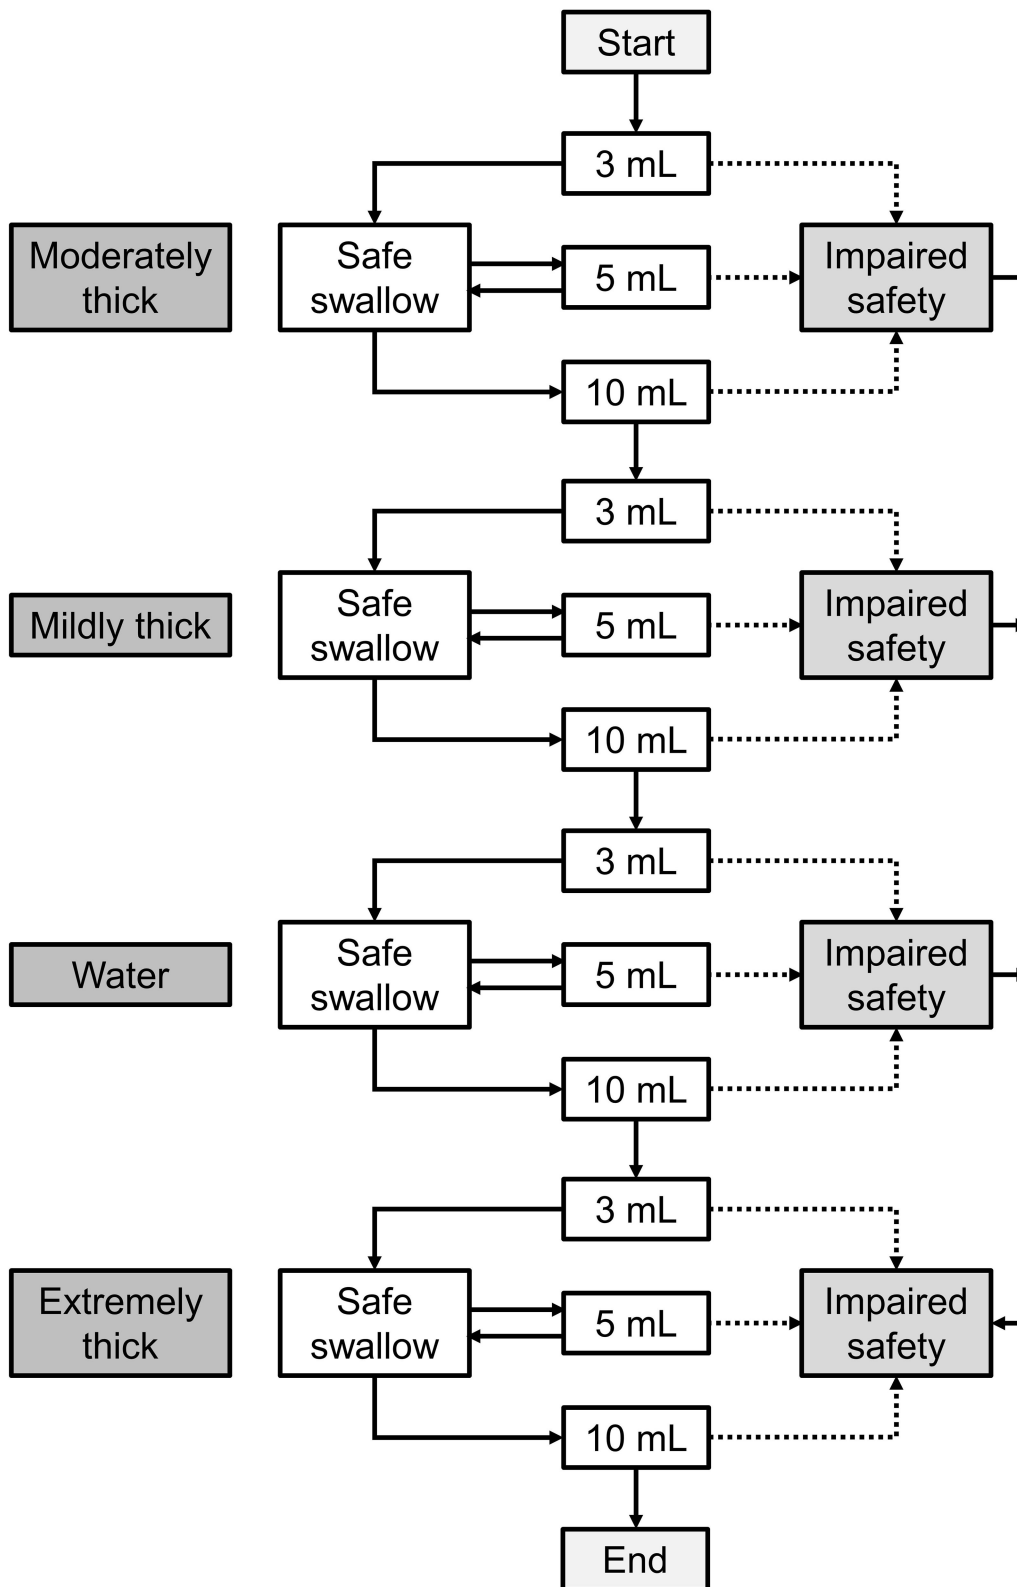 Start
3 mL
Moderately
thick
Safe
swallow
5 mL
Impaired
safety
10 mL
3 mL
Mildly thick
Safe
swallow
5 mL
Impaired
safety
10 mL
3 mL
Water
Safe
swallow
5 mL
Impaired
safety
10 mL
3 mL
Extremely
thick
Safe
swallow
5 mL
Impaired
safety
10 mL
End